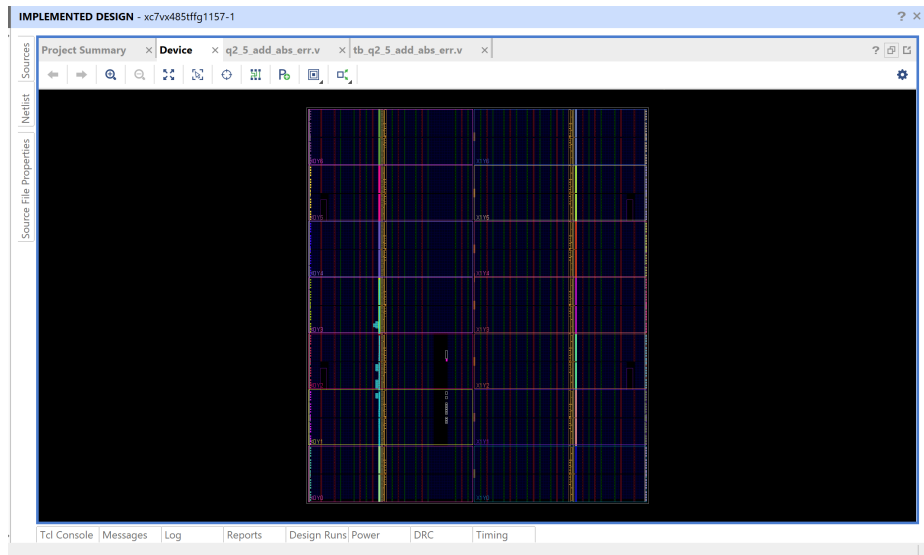 IMPLEMENTED DESIGN - xc7vx485tffg1157-1
? ×
Sources
Netlist
Source File Properties
Project Summary × Device × q2_5_add_abs_err.v × tb_q2_5_add_abs_err.v ×
?
X0Y6 X1Y6
X0Y5 X1Y5
X0Y4 X1Y4
X0Y3 X1Y3
X0Y2 X1Y2
X0Y1 X1Y1
X0Y0 X1Y0
Tcl Console Messages Log Reports Design Runs Power DRC Timing